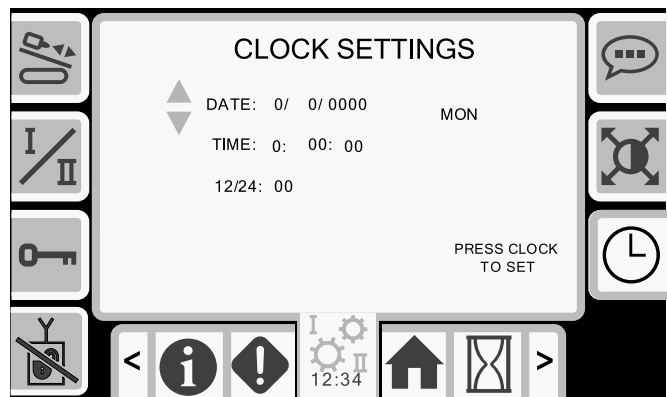 CLOCK SETTINGS
DATE: 0/ 0/ 0000
MON
TIME: 0: 00: 00
12/24: 00
PRESS CLOCK
TO SET
I/II
I II
12:34
< i ! >